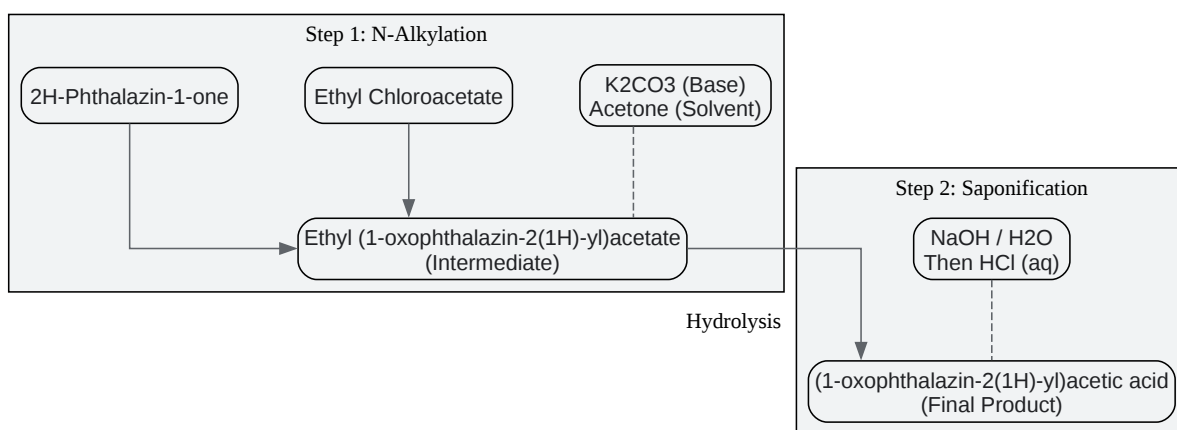 Step 1: N-Alkylation
2H-Phthalazin-1-one
Ethyl Chloroacetate
K2CO3 (Base)
Acetone (Solvent)
Ethyl (1-oxophthalazin-2(1H)-yl)acetate
(Intermediate)
Hydrolysis
Step 2: Saponification
NaOH / H2O
Then HCl (aq)
(1-oxophthalazin-2(1H)-yl)acetic acid
(Final Product)